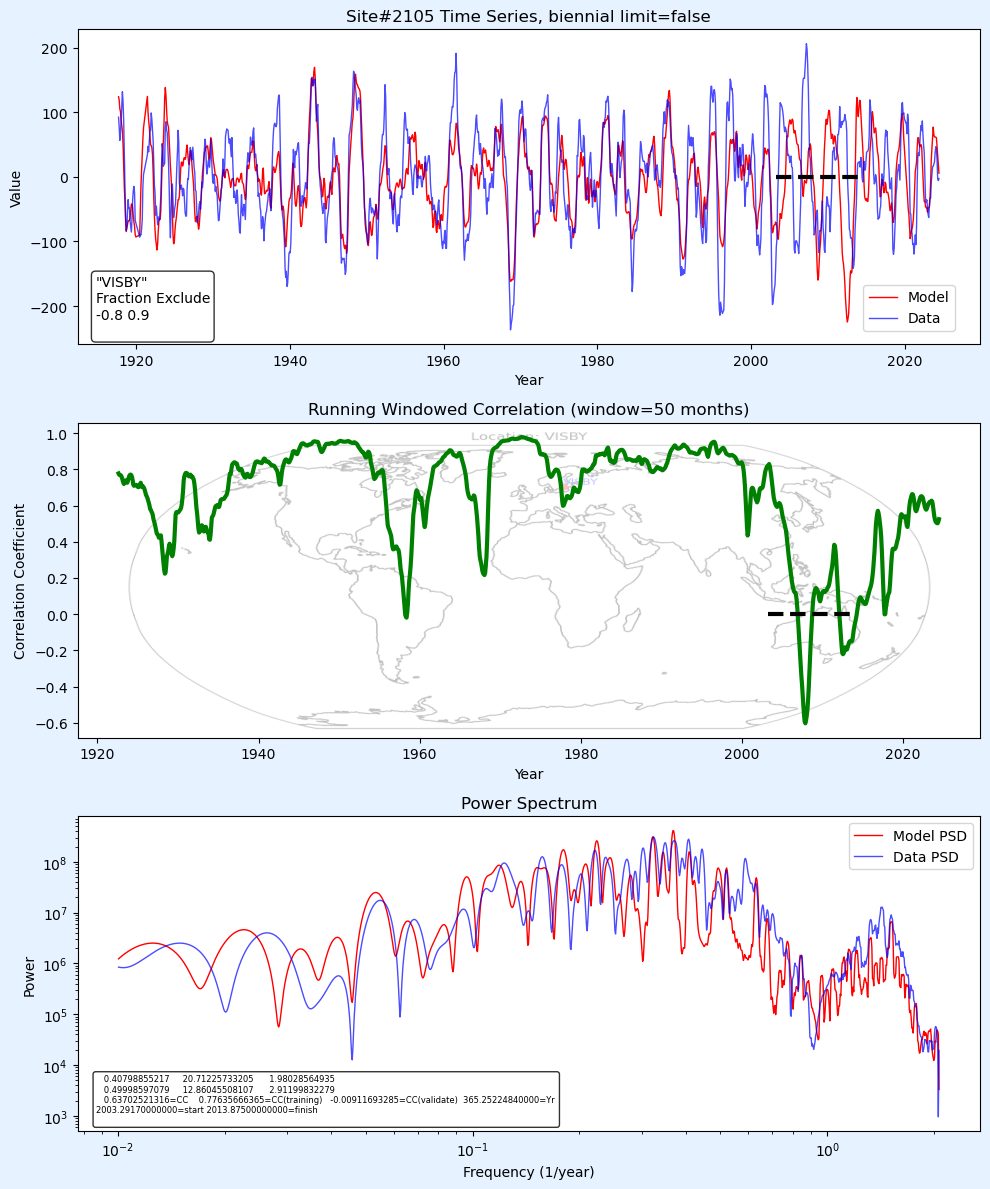 Site#2105 Time Series, biennial limit=false
200
100
0
−100
−200
Value
"VISBY"
Fraction Exclude
-0.8 0.9
Model
Data
1920
1940
1960
1980
2000
2020
Year
Running Windowed Correlation (window=50 months)
Location: VISBY
1.0
0.8
0.6
0.4
0.2
0.0
−0.2
−0.4
−0.6
Correlation Coefficient
1920
1940
1960
1980
2000
2020
Year
Power Spectrum
Model PSD
Data PSD
10⁸
10⁷
10⁶
10⁵
10⁴
10³
Power
0.40798855217 20.71225733205 1.98028564935
0.49998597079 12.86045508107 2.91199832279
0.63702521316=CC 0.77635666365=CC(training) -0.00911693285=CC(validate) 365.25224840000=Yr
2003.29170000000=start 2013.87500000000=finish
10⁻²
10⁻¹
10⁰
Frequency (1/year)